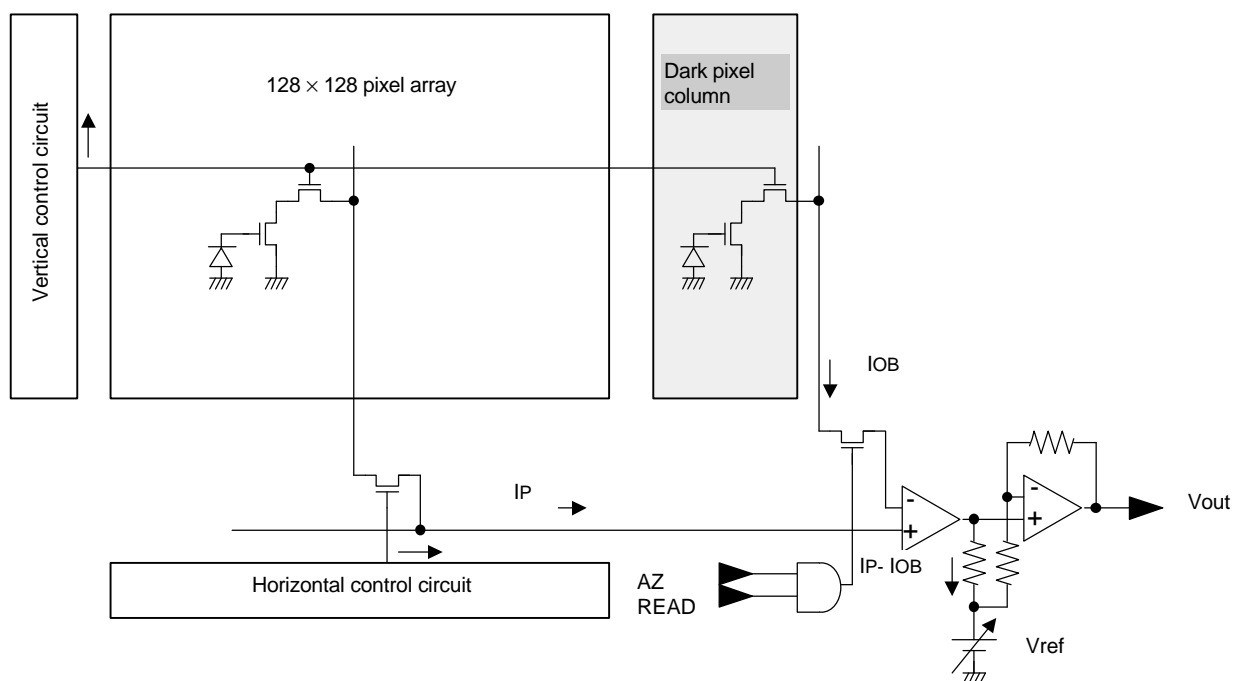 Vertical control circuit
128 × 128 pixel array
Dark pixel
column
IOB
IP
-
+
-
+
Vout
IP- IOB
Horizontal control circuit
AZ
READ
Vref